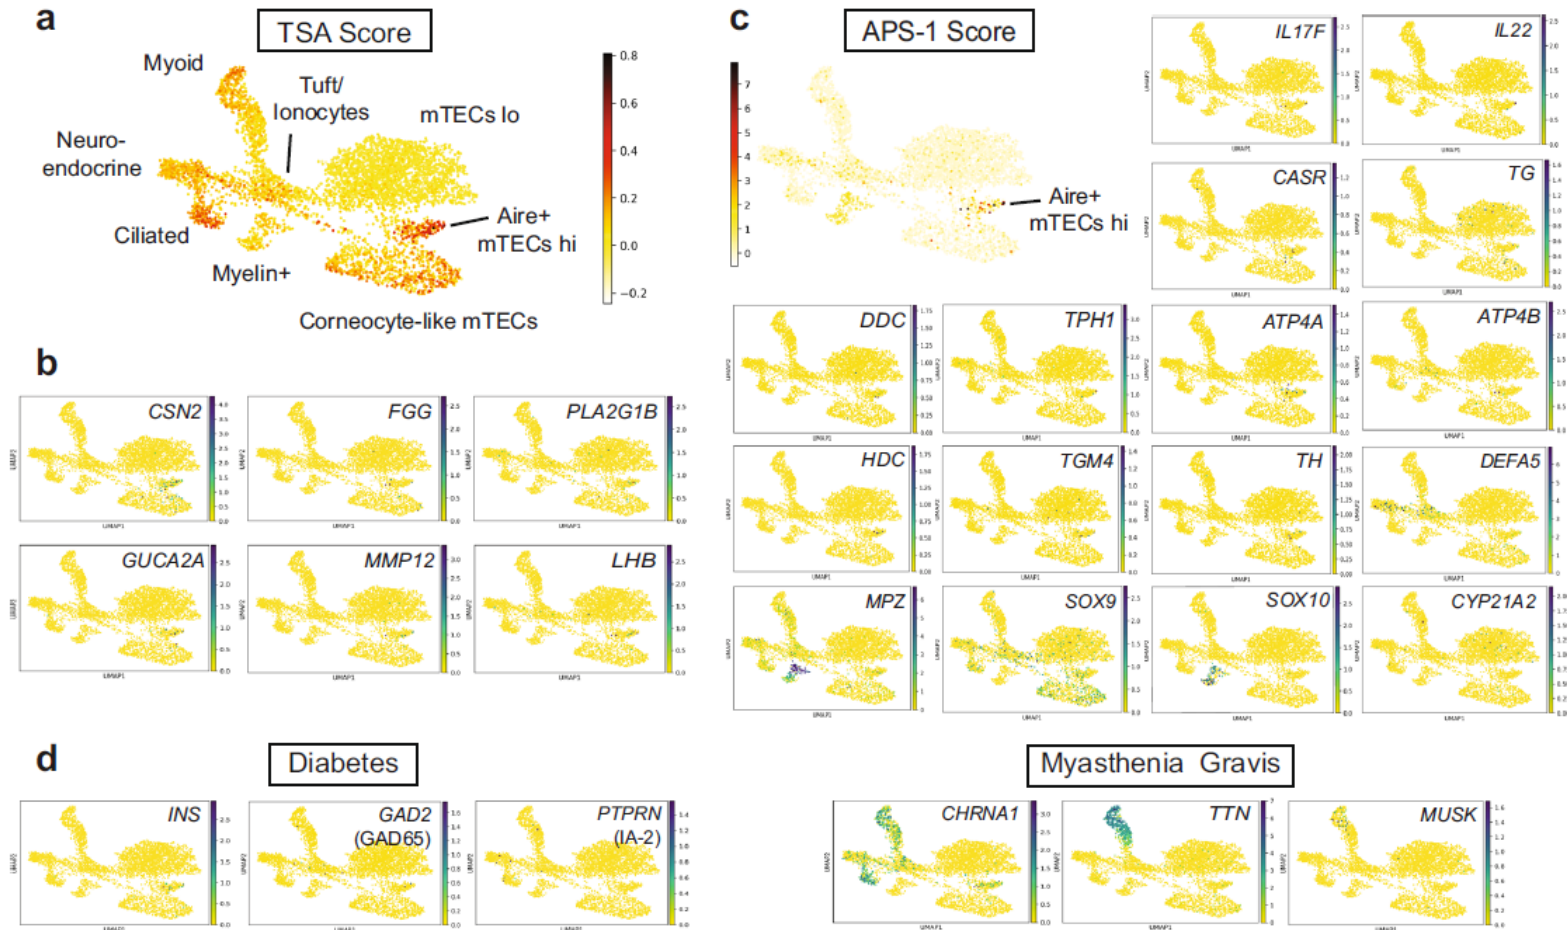 a
TSA Score
Myoid
Tuft/
Ionocytes
mTECs lo
Neuro-
endocrine
Ciliated
Myelin+
Aire+
mTECs hi
Corneocyte-like mTECs
0.8
0.6
0.4
0.2
0.0
−0.2
b
CSN2
FGG
PLA2G1B
GUCA2A
MMP12
LHB
UMAP1
UMAP2
c
APS-1 Score
7
6
5
4
3
2
1
0
Aire+
mTECs hi
IL17F
IL22
CASR
TG
DDC
TPH1
ATP4A
ATP4B
HDC
TGM4
TH
DEFA5
MPZ
SOX9
SOX10
CYP21A2
d
Diabetes
INS
GAD2
(GAD65)
PTPRN
(IA-2)
Myasthenia Gravis
CHRNA1
TTN
MUSK